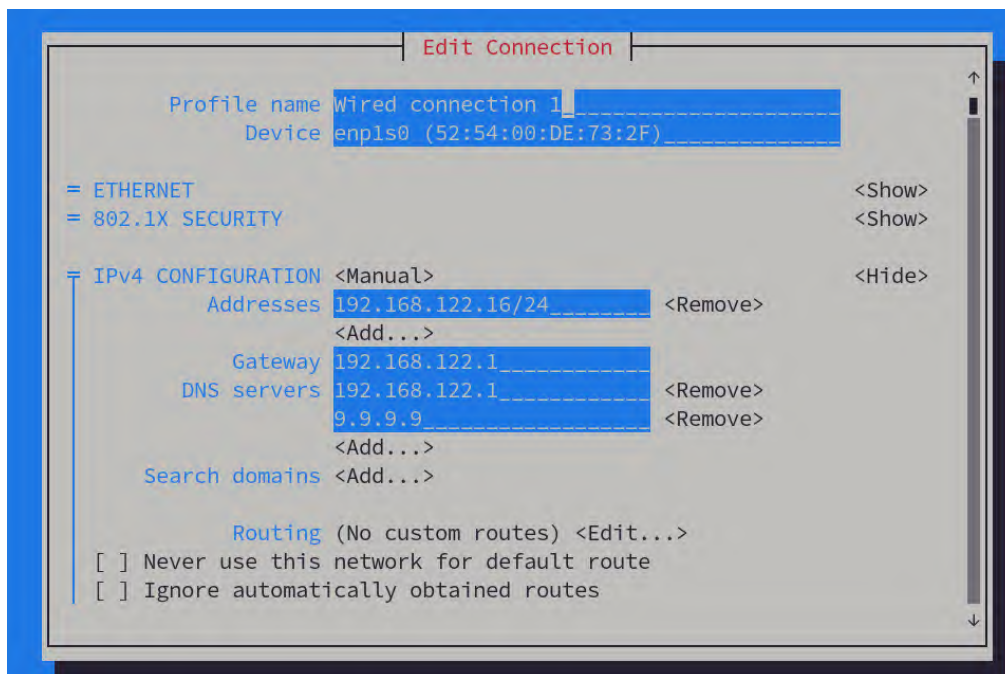 Edit Connection
Profile name Wired connection 1
Device enp1s0 (52:54:00:DE:73:2F)
= ETHERNET <Show>
= 802.1X SECURITY <Show>
= IPv4 CONFIGURATION <Manual> <Hide>
Addresses 192.168.122.16/24 <Remove>
<Add...>
Gateway 192.168.122.1
DNS servers 192.168.122.1 <Remove>
9.9.9.9 <Remove>
<Add...>
Search domains <Add...>
Routing (No custom routes) <Edit...>
[ ] Never use this network for default route
[ ] Ignore automatically obtained routes